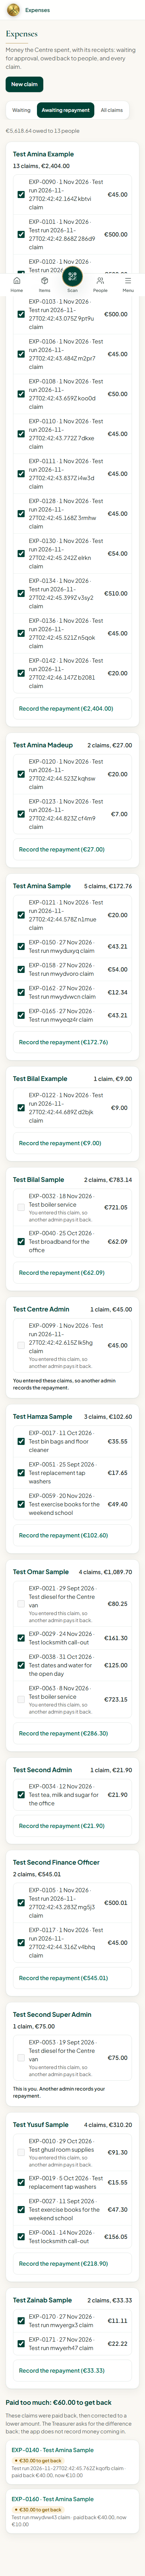 Expenses
Expenses
Money the Centre spent, with its receipts: waiting
for approval, owed back to people, and every
claim.
New claim
Waiting
Awaiting repayment
All claims
€5,618.64 owed to 13 people
Test Amina Example
13 claims, €2,404.00
EXP-0090 · 1 Nov 2026 · Test
run 2026-11-
27T02:42:42.164Z kbtvl
claim
€45.00
EXP-0101 · 1 Nov 2026 ·
Test run 2026-11-
27T02:42:42.868Z 286d9
claim
€500.00
EXP-0102 · 1 Nov 2026 ·
Home
Items
Scan
People
Menu
EXP-0103 · 1 Nov 2026 ·
Test run 2026-11-
27T02:42:43.075Z 9pt9u
claim
€500.00
EXP-0106 · 1 Nov 2026 ·
Test run 2026-11-
27T02:42:43.484Z mi2pr7
claim
€45.00
EXP-0108 · 1 Nov 2026 ·
Test run 2026-11-
27T02:42:43.659Z koo0d
claim
€50.00
EXP-0110 · 1 Nov 2026 · Test
run 2026-11-
27T02:42:43.772Z 7dkxe
claim
€45.00
EXP-0111 · 1 Nov 2026 · Test
run 2026-11-
27T02:42:43.837Z i4w3d
claim
€45.00
EXP-0128 · 1 Nov 2026 ·
Test run 2026-11-
27T02:42:45.168Z 3rmhw
claim
€45.00
EXP-0130 · 1 Nov 2026 ·
Test run 2026-11-
27T02:42:45.242Z elrkn
claim
€54.00
EXP-0134 · 1 Nov 2026 ·
Test run 2026-11-
27T02:42:45.399Z v3sy2
claim
€510.00
EXP-0136 · 1 Nov 2026 ·
Test run 2026-11-
27T02:42:45.521Z n5qok
claim
€45.00
EXP-0142 · 1 Nov 2026 ·
Test run 2026-11-
27T02:42:46.147Z b2081
claim
€20.00
Record the repayment (€2,404.00)
Test Amina Madeup
2 claims, €27.00
EXP-0120 · 1 Nov 2026 ·
Test run 2026-11-
27T02:42:44.523Z kqhsw
claim
€20.00
EXP-0123 · 1 Nov 2026 ·
Test run 2026-11-
27T02:42:44.823Z cf4m9
claim
€7.00
Record the repayment (€27.00)
Test Amina Sample
5 claims, €172.76
EXP-0121 · 1 Nov 2026 ·
Test run 2026-11-
27T02:42:44.578Z n1mue
claim
€20.00
EXP-0150 · 27 Nov 2026 ·
Test run mwyduxyq claim
€43.21
EXP-0158 · 27 Nov 2026 ·
Test run mwydvoro claim
€54.00
EXP-0162 · 27 Nov 2026 ·
Test run mwydwwcn claim
€12.34
EXP-0165 · 27 Nov 2026 ·
Test run mwyeqz4r claim
€43.21
Record the repayment (€172.76)
Test Bilal Example
1 claim, €9.00
EXP-0122 · 1 Nov 2026 ·
Test run 2026-11-
27T02:42:44.689Z d2bjk
claim
€9.00
Record the repayment (€9.00)
Test Bilal Sample
2 claims, €783.14
EXP-0032 · 18 Nov 2026 ·
Test boiler service
You entered this claim, so
another admin pays it back.
€721.05
EXP-0040 · 25 Oct 2026 ·
Test broadband for the
office
€62.09
Record the repayment (€62.09)
Test Centre Admin
1 claim, €45.00
EXP-0099 · 1 Nov 2026 ·
Test run 2026-11-
27T02:42:42.615Z lk5hg
claim
You entered this claim, so
another admin pays it back.
€45.00
You entered these claims, so another admin
records the repayment.
Test Hamza Sample
3 claims, €102.60
EXP-0017 · 11 Oct 2026 ·
Test bin bags and floor
cleaner
€35.55
EXP-0051 · 25 Sept 2026 ·
Test replacement tap
washers
€17.65
EXP-0059 · 20 Nov 2026 ·
Test exercise books for the
weekend school
€49.40
Record the repayment (€102.60)
Test Omar Sample
4 claims, €1,089.70
EXP-0021 · 29 Sept 2026 ·
Test diesel for the Centre
van
You entered this claim, so
another admin pays it back.
€80.25
EXP-0029 · 24 Nov 2026 ·
Test locksmith call-out
€161.30
EXP-0038 · 31 Oct 2026 ·
Test dates and water for
the open day
€125.00
EXP-0063 · 8 Nov 2026 ·
Test boiler service
You entered this claim, so
another admin pays it back.
€723.15
Record the repayment (€286.30)
Test Second Admin
1 claim, €21.90
EXP-0034 · 12 Nov 2026 ·
Test tea, milk and sugar for
the office
€21.90
Record the repayment (€21.90)
Test Second Finance Officer
2 claims, €545.01
EXP-0105 · 1 Nov 2026 ·
Test run 2026-11-
27T02:42:43.283Z mg5j3
claim
€500.01
EXP-0117 · 1 Nov 2026 · Test
run 2026-11-
27T02:42:44.316Z v4bhq
claim
€45.00
Record the repayment (€545.01)
Test Second Super Admin
1 claim, €75.00
EXP-0053 · 19 Sept 2026 ·
Test diesel for the Centre
van
You entered this claim, so
another admin pays it back.
€75.00
This is you. Another admin records your
repayment.
Test Yusuf Sample
4 claims, €310.20
EXP-0010 · 29 Oct 2026 ·
Test ghusl room supplies
You entered this claim, so
another admin pays it back.
€91.30
EXP-0019 · 5 Oct 2026 · Test
replacement tap washers
€15.55
EXP-0027 · 11 Sept 2026 ·
Test exercise books for the
weekend school
€47.30
EXP-0061 · 14 Nov 2026 ·
Test locksmith call-out
€156.05
Record the repayment (€218.90)
Test Zainab Sample
2 claims, €33.33
EXP-0170 · 27 Nov 2026 ·
Test run mwyergx3 claim
€11.11
EXP-0171 · 27 Nov 2026 ·
Test run mwyerh47 claim
€22.22
Record the repayment (€33.33)
Paid too much: €60.00 to get back
These claims were paid back, then corrected to a
lower amount. The Treasurer asks for the difference
back; the app does not record money coming in.
EXP-0140 · Test Amina Sample
€30.00 to get back
Test run 2026-11-27T02:42:45.762Z kqofb claim ·
paid back €40.00, now €10.00
EXP-0160 · Test Amina Sample
€30.00 to get back
Test run mwydvw43 claim · paid back €40.00, now
€10.00